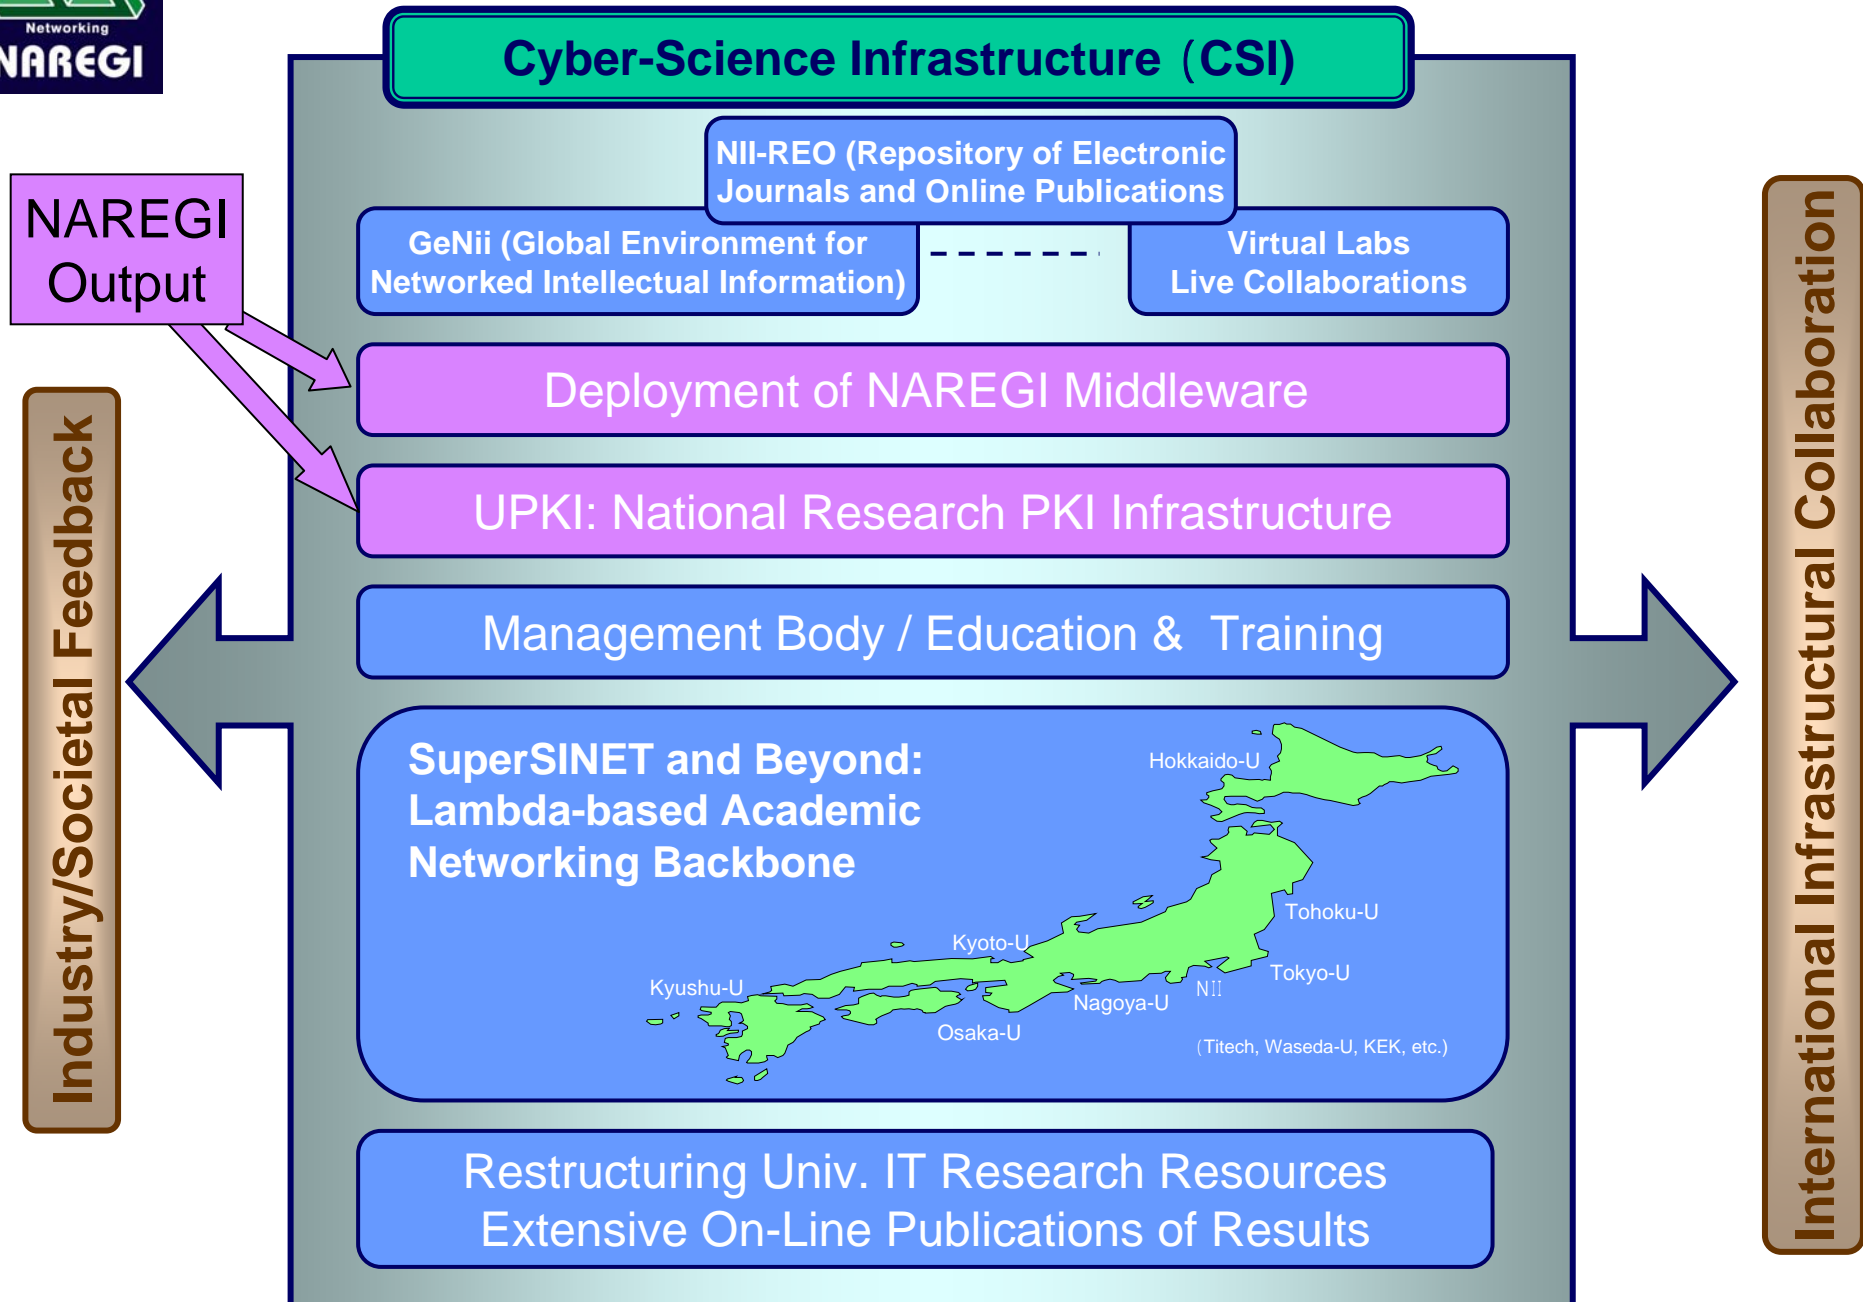 Networking
NAREGI
Cyber-Science Infrastructure (CSI)
NII-REO (Repository of Electronic
Journals and Online Publications
NAREGI
Output
GeNii (Global Environment for
Networked Intellectual Information)
Virtual Labs
Live Collaborations
Deployment of NAREGI Middleware
UPKI: National Research PKI Infrastructure
Management Body / Education & Training
Industry/Societal Feedback
International Infrastructural Collaboration
SuperSINET and Beyond:
Lambda-based Academic
Networking Backbone
Hokkaido-U
Tohoku-U
Kyoto-U
Tokyo-U
Kyushu-U
NII
Nagoya-U
Osaka-U
(Titech, Waseda-U, KEK, etc.)
Restructuring Univ. IT Research Resources
Extensive On-Line Publications of Results